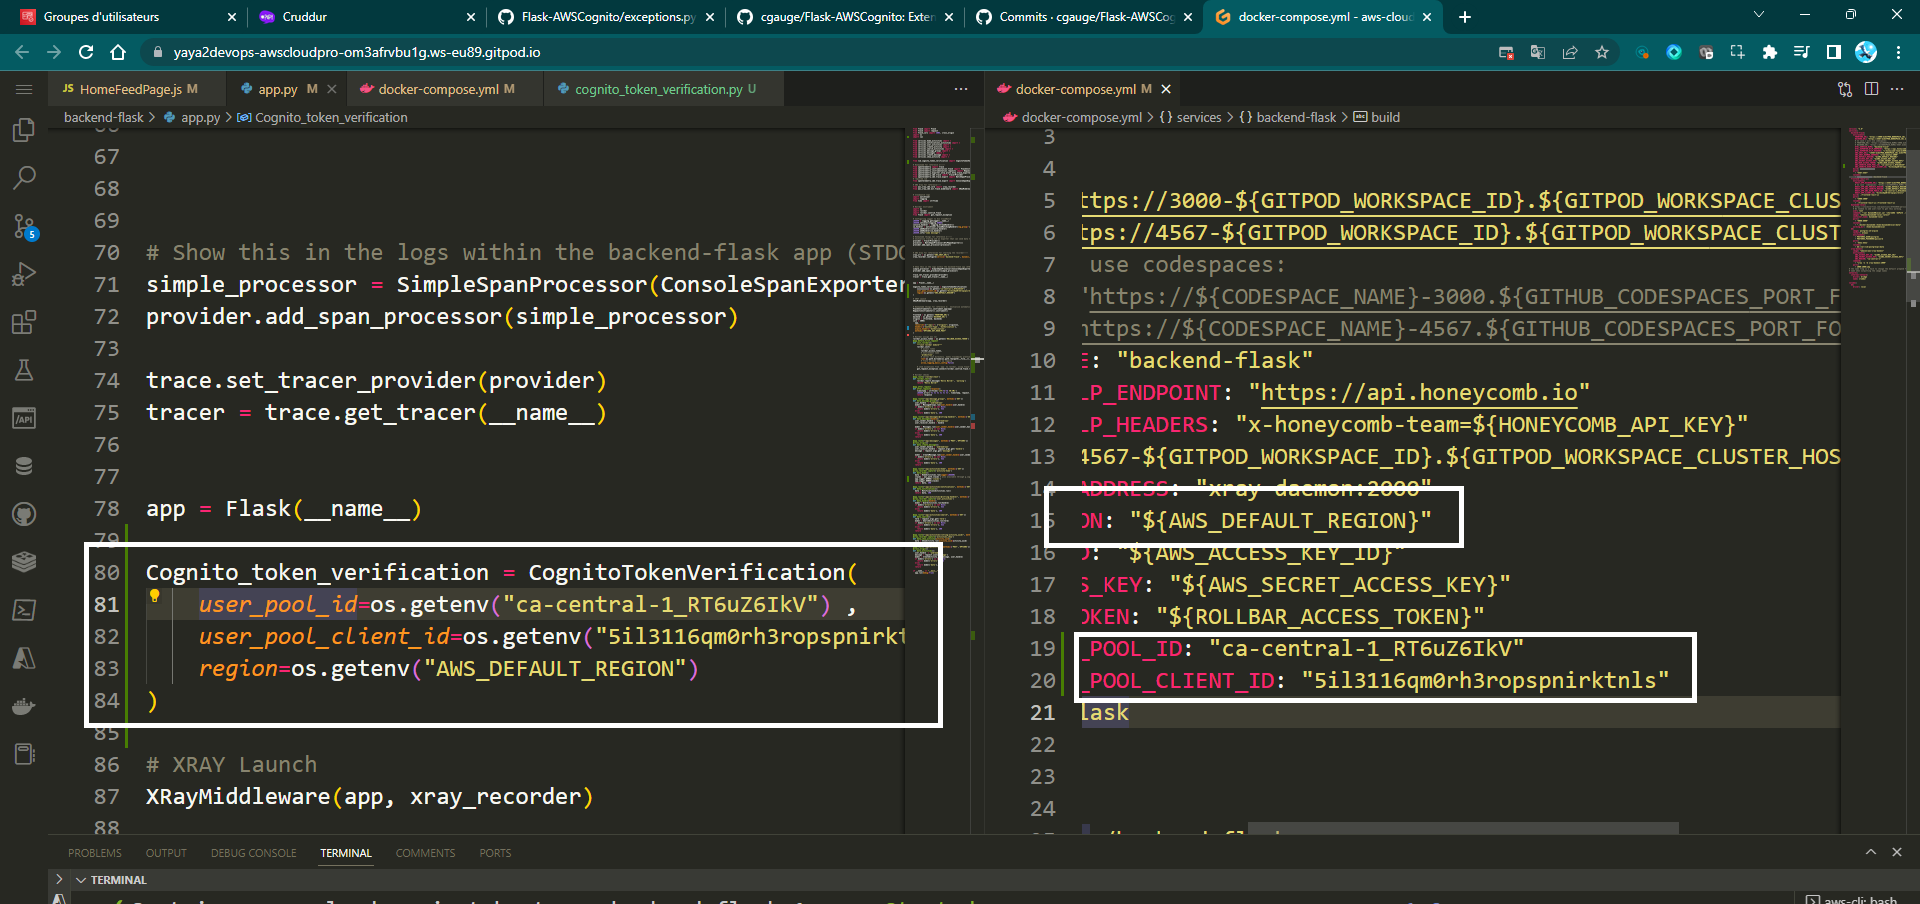 Groupes d'utilisateurs
Cruddur
Flask-AWSCognito/exceptions.py
cgauge/Flask-AWSCognito: Exten
Commits · cgauge/Flask-AWSCog
docker-compose.yml - aws-cloud
yaya2devops-awscloudpro-om3afrvbu1g.ws-eu89.gitpod.io
JS HomeFeedPage.js M
app.py M
docker-compose.yml M
cognito_token_verification.py U
docker-compose.yml M
backend-flask > app.py > Cognito_token_verification
docker-compose.yml > {} services > {} backend-flask > build
67
68
69
70 # Show this in the logs within the backend-flask app (STDO
71 simple_processor = SimpleSpanProcessor(ConsoleSpanExporter
72 provider.add_span_processor(simple_processor)
73
74 trace.set_tracer_provider(provider)
75 tracer = trace.get_tracer(__name__)
76
77
78 app = Flask(__name__)
79
80 Cognito_token_verification = CognitoTokenVerification(
81 user_pool_id=os.getenv("ca-central-1_RT6uZ6IkV") ,
82 user_pool_client_id=os.getenv("5il3116qm0rh3ropspnirkt
83 region=os.getenv("AWS_DEFAULT_REGION")
84 )
85
86 # XRAY Launch
87 XRayMiddleware(app, xray_recorder)
88
3
4
5 ttps://3000-${GITPOD_WORKSPACE_ID}.${GITPOD_WORKSPACE_CLUS
6 tps://4567-${GITPOD_WORKSPACE_ID}.${GITPOD_WORKSPACE_CLUST
7 use codespaces:
8 "https://${CODESPACE_NAME}-3000.${GITHUB_CODESPACES_PORT_F
9 https://${CODESPACE_NAME}-4567.${GITHUB_CODESPACES_PORT_FO
10 E: "backend-flask"
11 LP_ENDPOINT: "https://api.honeycomb.io"
12 LP_HEADERS: "x-honeycomb-team=${HONEYCOMB_API_KEY}"
13 4567-${GITPOD_WORKSPACE_ID}.${GITPOD_WORKSPACE_CLUSTER_HOS
14 ADDRESS: "xray-daemon:2000"
15 ON: "${AWS_DEFAULT_REGION}"
16 D: "${AWS_ACCESS_KEY_ID}"
17 S_KEY: "${AWS_SECRET_ACCESS_KEY}"
18 OKEN: "${ROLLBAR_ACCESS_TOKEN}"
19 _POOL_ID: "ca-central-1_RT6uZ6IkV"
20 _POOL_CLIENT_ID: "5il3116qm0rh3ropspnirktnls"
21 lask
22
23
24
5
/API
PROBLEMS
OUTPUT
DEBUG CONSOLE
TERMINAL
COMMENTS
PORTS
TERMINAL
aws-cli: bash